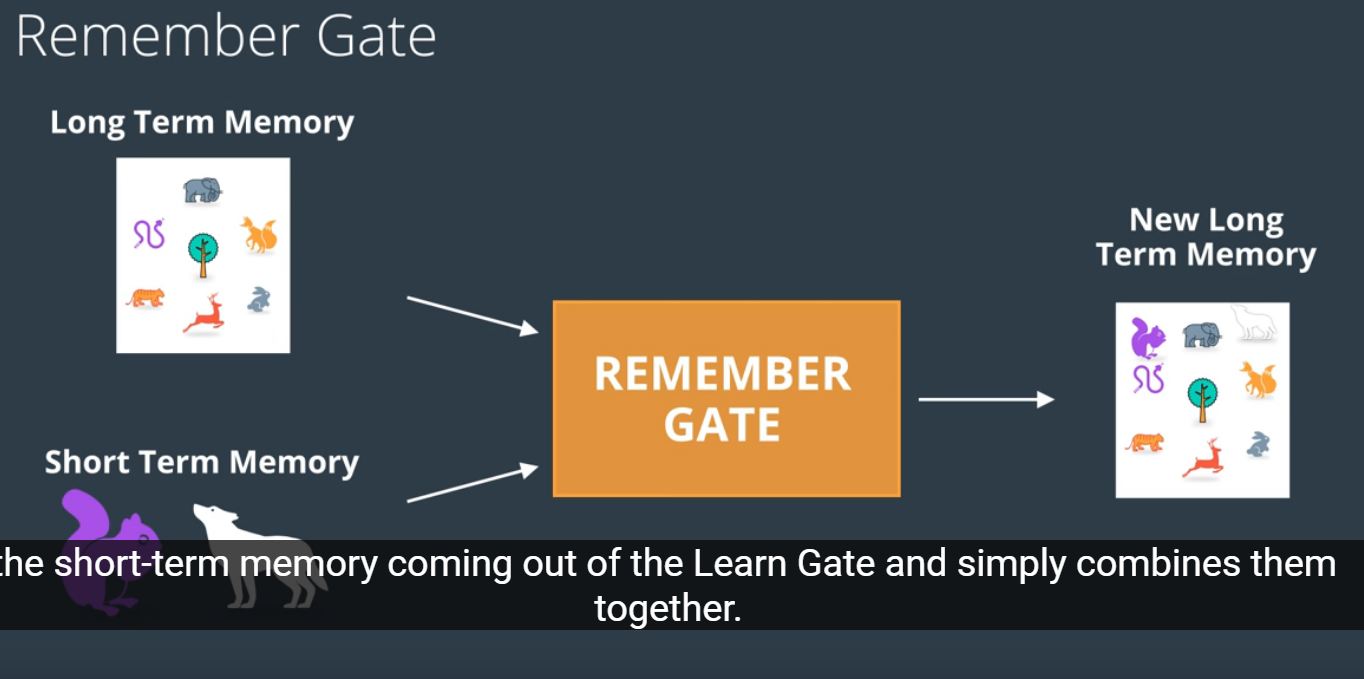 Remember Gate
Long Term Memory
New Long
Term Memory
REMEMBER
GATE
Short Term Memory
the short-term memory coming out of the Learn Gate and simply combines them
together.